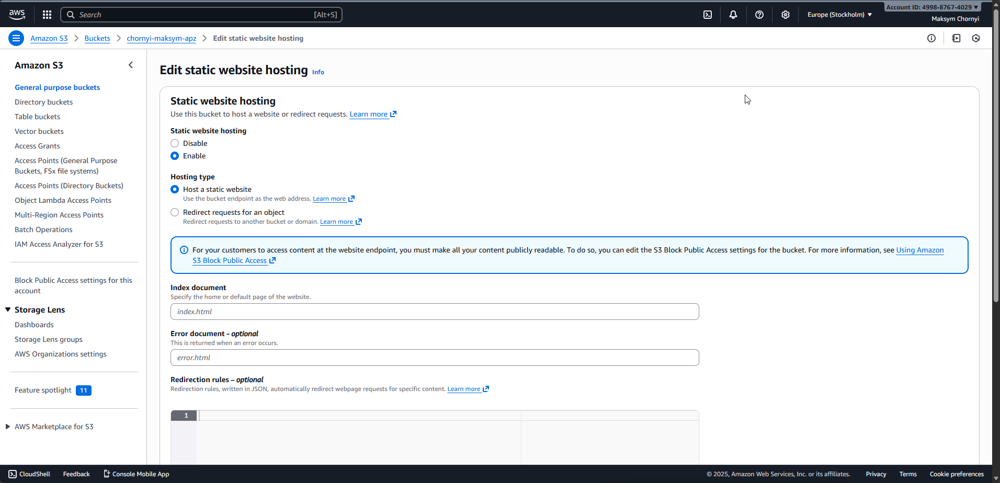 aws
Search [Alt+S]
Europe (Stockholm)
Account ID: 4998-8767-4029
Maksym Chornyi
Amazon S3
Buckets
chornyi-maksym-apz
Edit static website hosting
Amazon S3
General purpose buckets
Directory buckets
Table buckets
Vector buckets
Access Grants
Access Points (General Purpose
Buckets, FSx file systems)
Access Points (Directory Buckets)
Object Lambda Access Points
Multi-Region Access Points
Batch Operations
IAM Access Analyzer for S3
Block Public Access settings for this
account
Storage Lens
Dashboards
Storage Lens groups
AWS Organizations settings
Feature spotlight 11
AWS Marketplace for S3
Edit static website hosting Info
Static website hosting
Use this bucket to host a website or redirect requests. Learn more
Static website hosting
Disable
Enable
Hosting type
Host a static website
Use the bucket endpoint as the web address. Learn more
Redirect requests for an object
Redirect requests to another bucket or domain. Learn more
For your customers to access content at the website endpoint, you must make all your content publicly readable. To do so, you can edit the S3 Block Public Access settings for the bucket. For more information, see Using Amazon
S3 Block Public Access
Index document
Specify the home or default page of the website.
index.html
Error document - optional
This is returned when an error occurs.
error.html
Redirection rules – optional
Redirection rules, written in JSON, automatically redirect webpage requests for specific content. Learn more
1
CloudShell
Feedback
Console Mobile App
© 2025, Amazon Web Services, Inc. or its affiliates.
Privacy
Terms
Cookie preferences